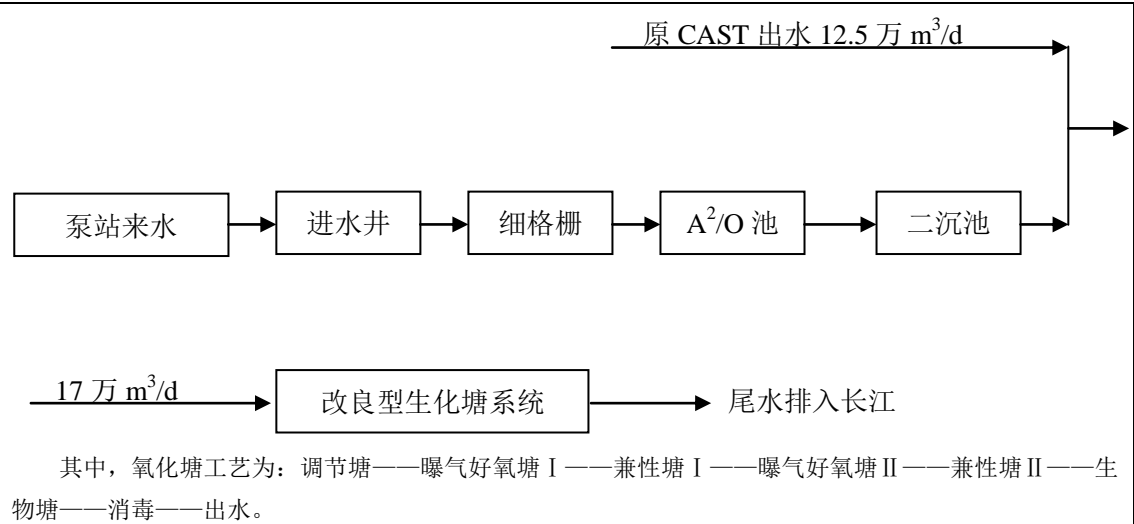 原 CAST 出水 12.5 万 m³/d
泵站来水
进水井
细格栅
A²/O 池
二沉池
17 万 m³/d
改良型生化塘系统
尾水排入长江
其中，氧化塘工艺为：调节塘——曝气好氧塘Ⅰ——兼性塘Ⅰ——曝气好氧塘Ⅱ——兼性塘Ⅱ——生
物塘——消毒——出水。